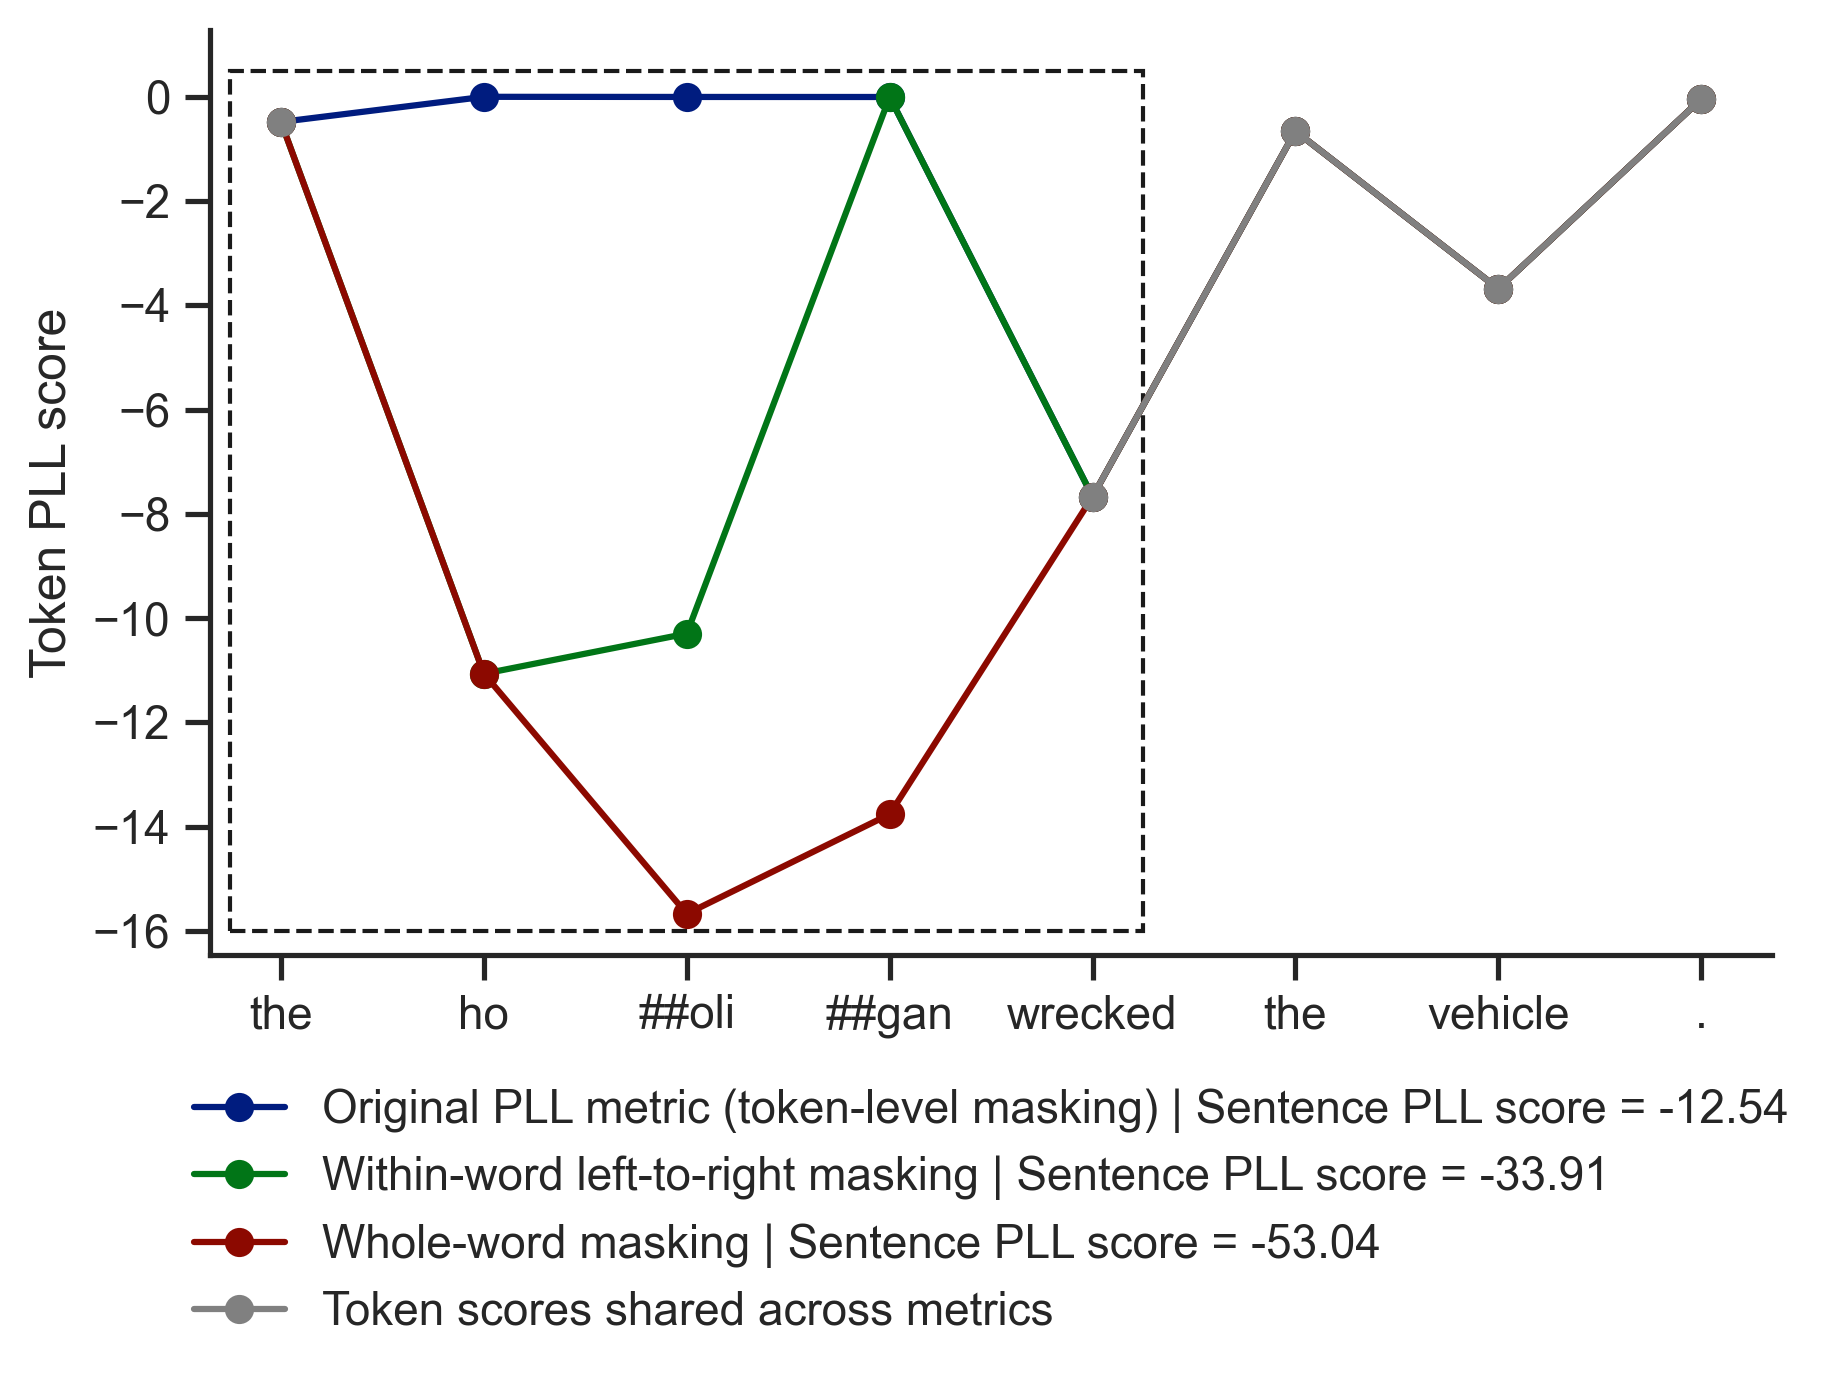 Token PLL score
0
−2
−4
−6
−8
−10
−12
−14
−16
the ho ##oli ##gan wrecked the vehicle .
Original PLL metric (token-level masking) | Sentence PLL score = -12.54
Within-word left-to-right masking | Sentence PLL score = -33.91
Whole-word masking | Sentence PLL score = -53.04
Token scores shared across metrics